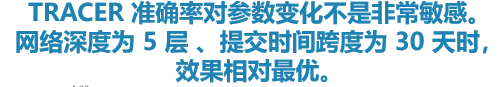 TRACER 准确率对参数变化不是非常敏感。
网络深度为 5 层 、提交时间跨度为 30 天时，
效果相对最优。